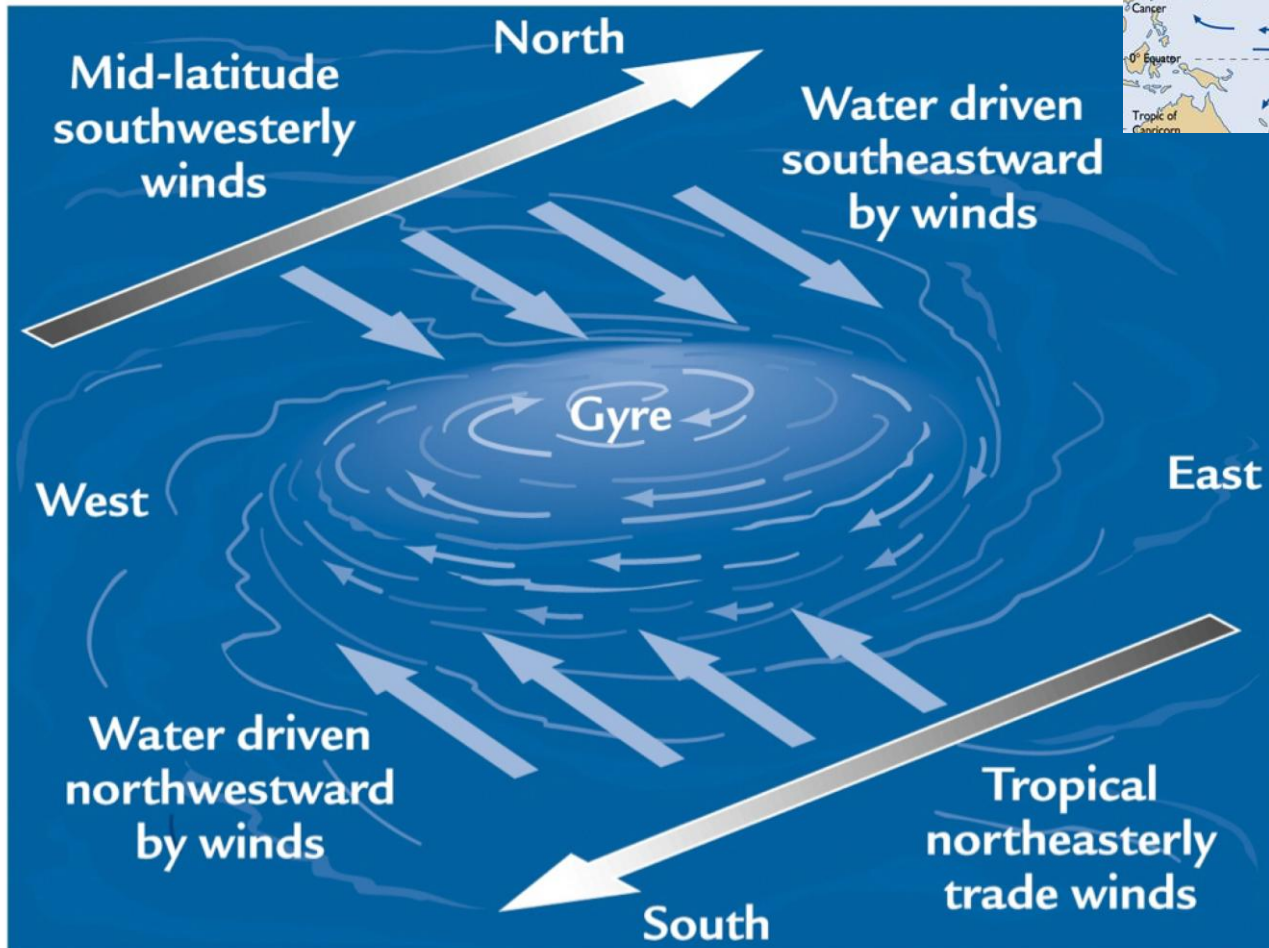 North
Mid-latitude
southwesterly
winds
Water driven
southeastward
by winds
Cancer
0° Equator
Tropic of
Capricorn
Gyre
West
East
Water driven
northwestward
by winds
Tropical
northeasterly
trade winds
South